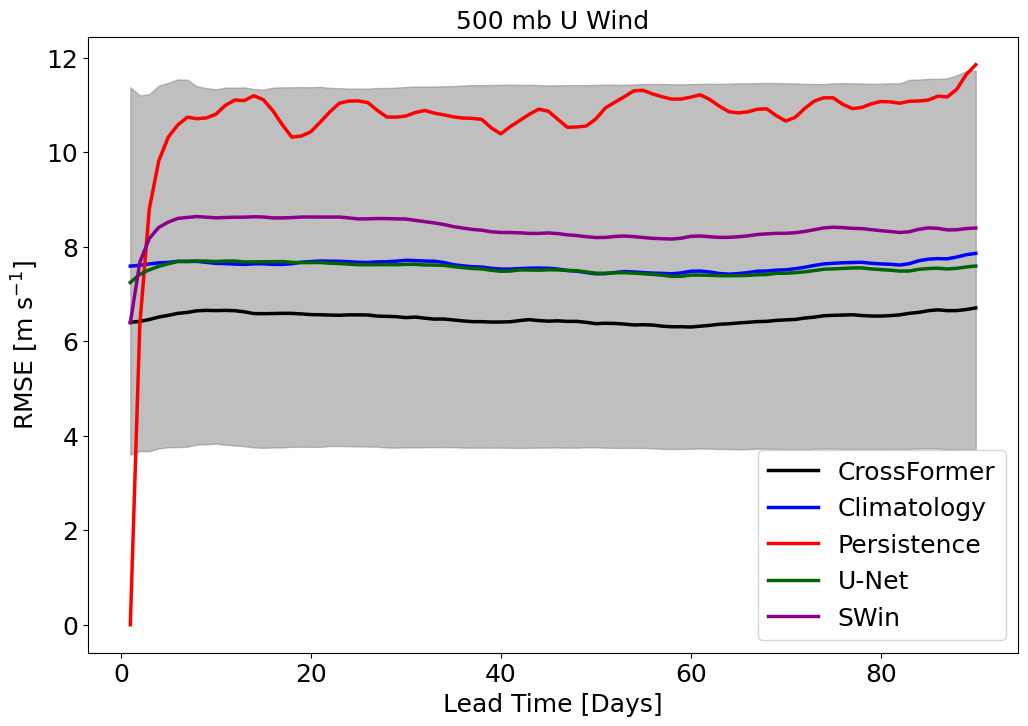 500 mb U Wind
RMSE [m s⁻¹]
12
10
8
6
4
2
0
0 20 40 60 80
Lead Time [Days]
CrossFormer
Climatology
Persistence
U-Net
SWin